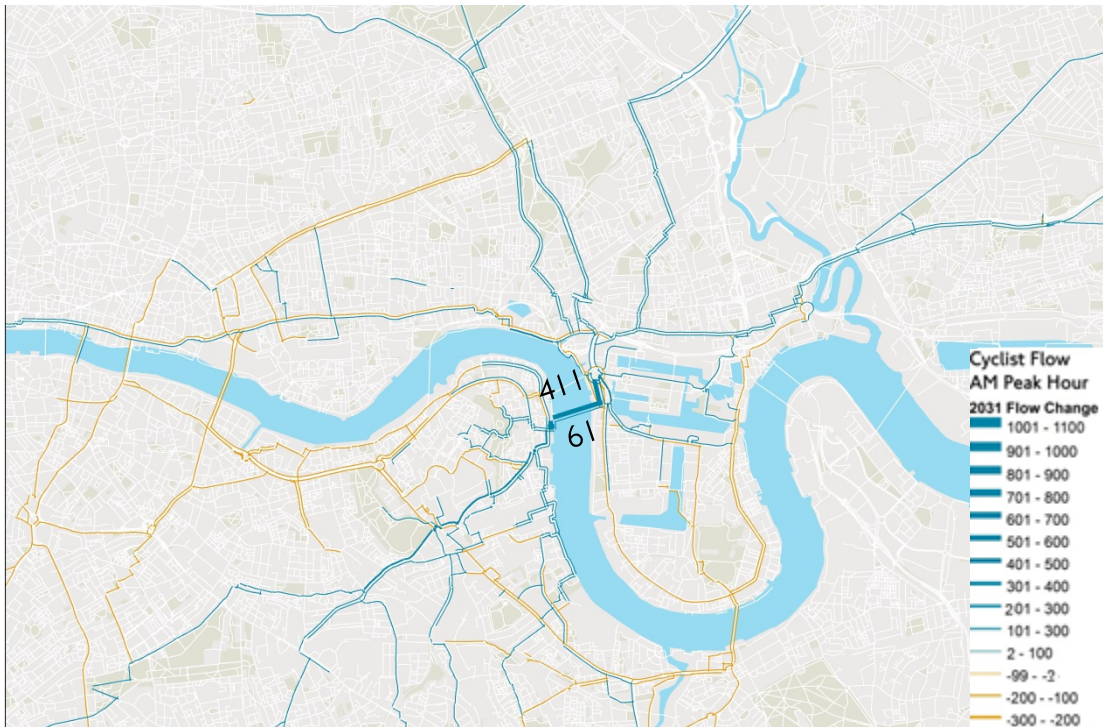 411
61
Cyclist Flow
AM Peak Hour
2031 Flow Change
1001 - 1100
901 - 1000
801 - 900
701 - 800
601 - 700
501 - 600
401 - 500
301 - 400
201 - 300
101 - 300
2 - 100
-99 - -2
-200 - -100
-300 - -200